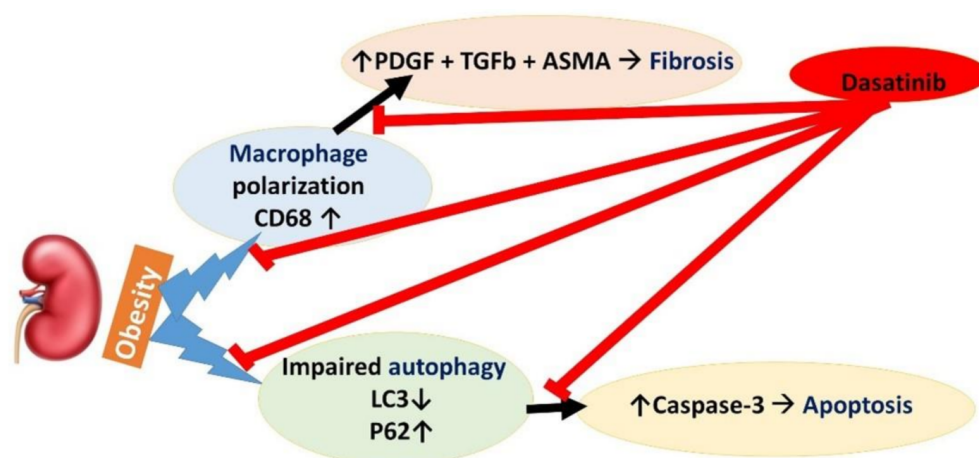 ↑PDGF + TGFb + ASMA → Fibrosis
Dasatinib
Macrophage
polarization
CD68 ↑
Obesity
Impaired autophagy
LC3↓
P62↑
↑Caspase-3 → Apoptosis